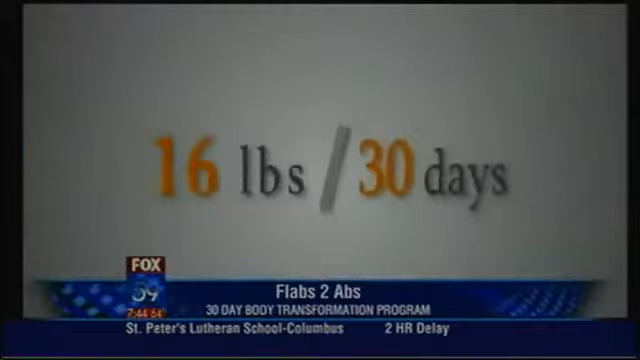 16 lbs / 30 days
FOX
59
Flabs 2 Abs
7:44 64°
30 DAY BODY TRANSFORMATION PROGRAM
St. Peter's Lutheran School-Columbus 2 HR Delay